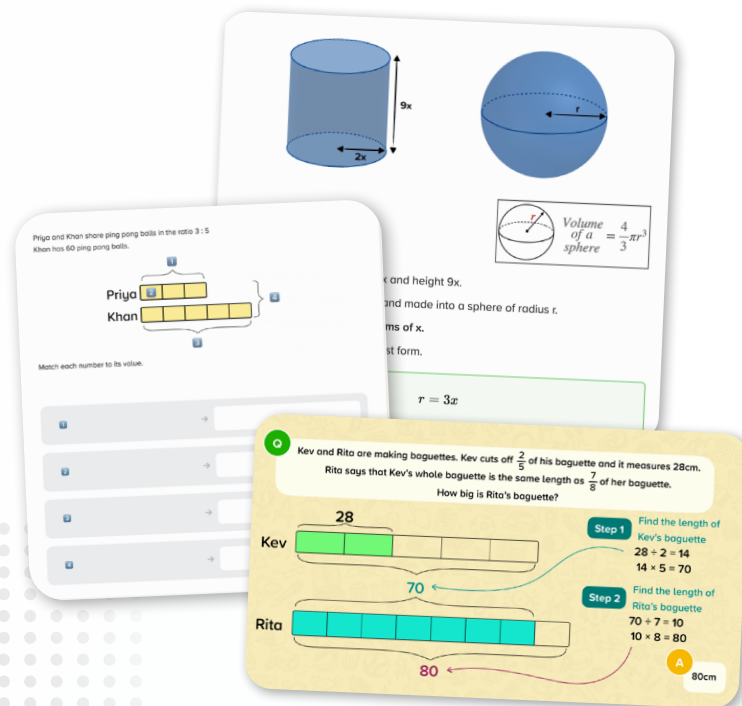 9x
2x
r
r
Volume of a sphere = 4/3 πr³
and height 9x.
and made into a sphere of radius r.
ms of x.
st form.
r = 3x
Priya and Khan share ping pong balls in the ratio 3 : 5
Khan has 60 ping pong balls.
1
Priya 2
4
Khan
3
Match each number to its value.
1 →
2 →
3 →
4 →
Q
Kev and Rita are making baguettes. Kev cuts off 2/5 of his baguette and it measures 28cm.
Rita says that Kev's whole baguette is the same length as 7/8 of her baguette.
How big is Rita's baguette?
28
Kev
70
Rita
80
Step 1 Find the length of
Kev's baguette
28 ÷ 2 = 14
14 × 5 = 70
Step 2 Find the length of
Rita's baguette
70 ÷ 7 = 10
10 × 8 = 80
A
80cm